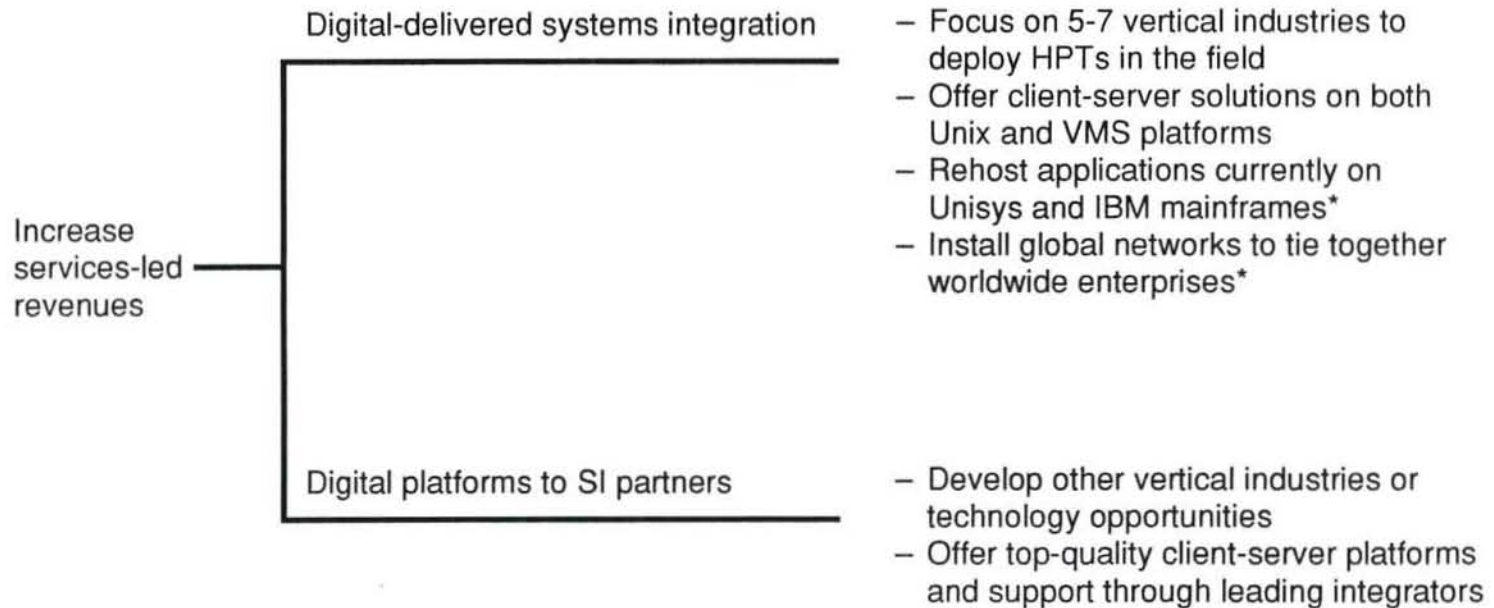 Digital-delivered systems integration
– Focus on 5-7 vertical industries to
deploy HPTs in the field
– Offer client-server solutions on both
Unix and VMS platforms
– Rehost applications currently on
Unisys and IBM mainframes*
– Install global networks to tie together
worldwide enterprises*
Increase
services-led
revenues
Digital platforms to SI partners
– Develop other vertical industries or
technology opportunities
– Offer top-quality client-server platforms
and support through leading integrators